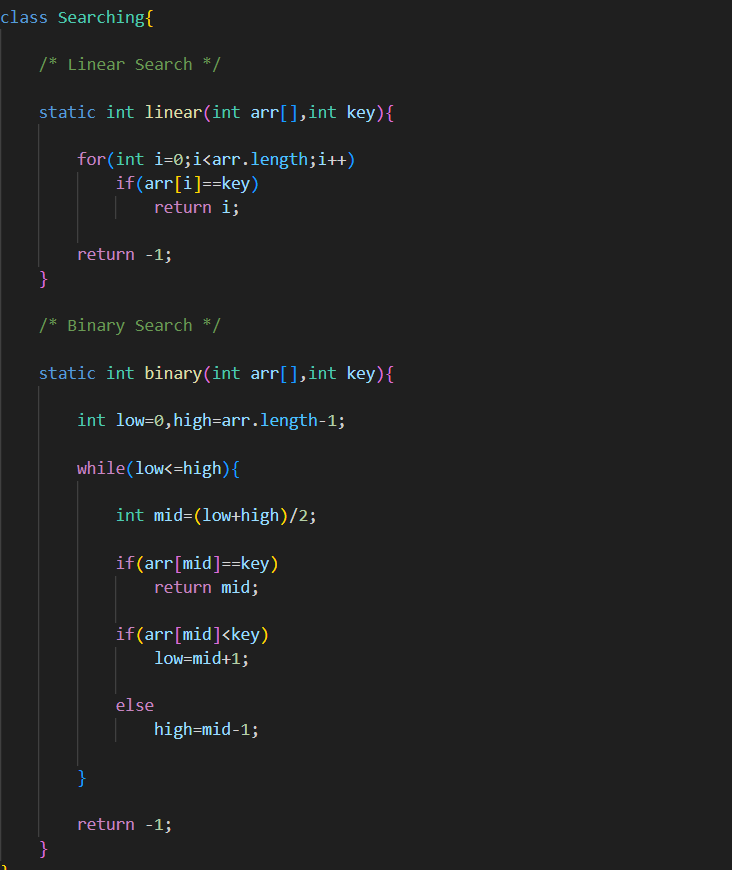 class Searching{
/* Linear Search */
static int linear(int arr[],int key){
for(int i=0;i<arr.length;i++)
if(arr[i]==key)
return i;
return -1;
}
/* Binary Search */
static int binary(int arr[],int key){
int low=0,high=arr.length-1;
while(low<=high){
int mid=(low+high)/2;
if(arr[mid]==key)
return mid;
if(arr[mid]<key)
low=mid+1;
else
high=mid-1;
}
return -1;
}
}